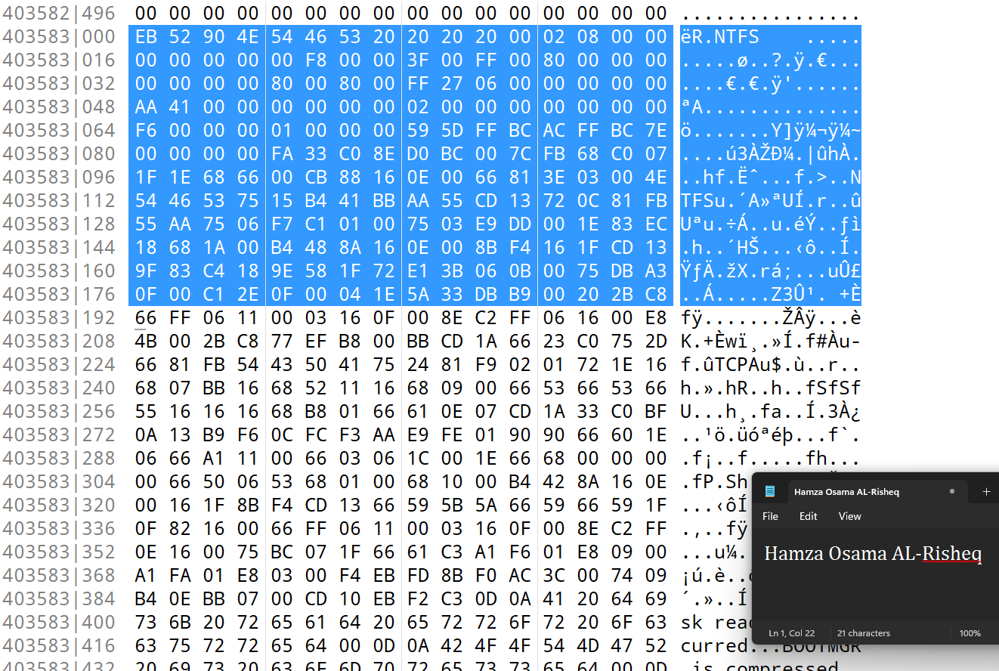 403582|496 00 00 00 00 00 00 00 00 00 00 00 00 00 00 00 00 ................
403583|000 EB 52 90 4E 54 46 53 20 20 20 20 00 02 08 00 00 ëR.NTFS    .....
403583|016 00 00 00 00 00 F8 00 00 3F 00 FF 00 80 00 00 00 .....ø..?.ÿ.€...
403583|032 00 00 00 00 80 00 80 00 FF 27 06 00 00 00 00 00 ....€.€.ÿ'......
403583|048 AA 41 00 00 00 00 00 00 02 00 00 00 00 00 00 00 ªA..............
403583|064 F6 00 00 00 01 00 00 00 59 5D FF BC AC FF BC 7E ö.......Y]ÿ¼¬ÿ¼~
403583|080 00 00 00 00 FA 33 C0 8E D0 BC 00 7C FB 68 C0 07 ....ú3ÀŽÐ¼.|ûhÀ.
403583|096 1F 1E 68 66 00 CB 88 16 0E 00 66 81 3E 03 00 4E ..hf.Ëˆ...f.>..N
403583|112 54 46 53 75 15 B4 41 BB AA 55 CD 13 72 0C 81 FB TFSu.´A»ªUÍ.r..û
403583|128 55 AA 75 06 F7 C1 01 00 75 03 E9 DD 00 1E 83 EC Uªu.÷Á..u.éÝ..ƒì
403583|144 18 68 1A 00 B4 48 8A 16 0E 00 8B F4 16 1F CD 13 .h..´HŠ...‹ô..Í.
403583|160 9F 83 C4 18 9E 58 1F 72 E1 3B 06 0B 00 75 DB A3 ŸƒÄ.žX.rá;...uÛ£
403583|176 0F 00 C1 2E 0F 00 04 1E 5A 33 DB B9 00 20 2B C8 ..Á.....Z3Û¹. +È
403583|192 66 FF 06 11 00 03 16 0F 00 8E C2 FF 06 16 00 E8 fÿ.......ŽÂÿ...è
403583|208 4B 00 2B C8 77 EF B8 00 BB CD 1A 66 23 C0 75 2D K.+Èwï¸.»Í.f#Àu-
403583|224 66 81 FB 54 43 50 41 75 24 81 F9 02 01 72 1E 16 f.ûTCPAu$.ù..r..
403583|240 68 07 BB 16 68 52 11 16 68 09 00 66 53 66 53 66 h.».hR..h..fSfSf
403583|256 55 16 16 16 68 B8 01 66 61 0E 07 CD 1A 33 C0 BF U...h¸.fa..Í.3À¿
403583|272 0A 13 B9 F6 0C FC F3 AA E9 FE 01 90 90 66 60 1E ..¹ö.üóªéþ...f`.
403583|288 06 66 A1 11 00 66 03 06 1C 00 1E 66 68 00 00 00 .f¡..f.....fh...
403583|304 00 66 50 06 53 68 01 00 68 10 00 B4 42 8A 16 0E .fP.Sh
403583|320 00 16 1F 8B F4 CD 13 66 59 5B 5A 66 59 66 59 1F ...‹ôÍ
403583|336 0F 82 16 00 66 FF 06 11 00 03 16 0F 00 8E C2 FF .‚..fÿ
403583|352 0E 16 00 75 BC 07 1F 66 61 C3 A1 F6 01 E8 09 00 ...u¼.
403583|368 A1 FA 01 E8 03 00 F4 EB FD 8B F0 AC 3C 00 74 09 ¡ú.è..
403583|384 B4 0E BB 07 00 CD 10 EB F2 C3 0D 0A 41 20 64 69 ´.»..Í
403583|400 73 6B 20 72 65 61 64 20 65 72 72 6F 72 20 6F 63 sk read
403583|416 63 75 72 72 65 64 00 0D 0A 42 4F 4F 54 4D 47 52 curred...BOOTMGR
403583|432 20 69 73 20 63 6F 6D 70 72 65 73 73 65 64 00 0D  is compressed..
Hamza Osama AL-Risheq
File Edit View
Hamza Osama AL-Risheq
Ln 1, Col 22 21 characters 100%